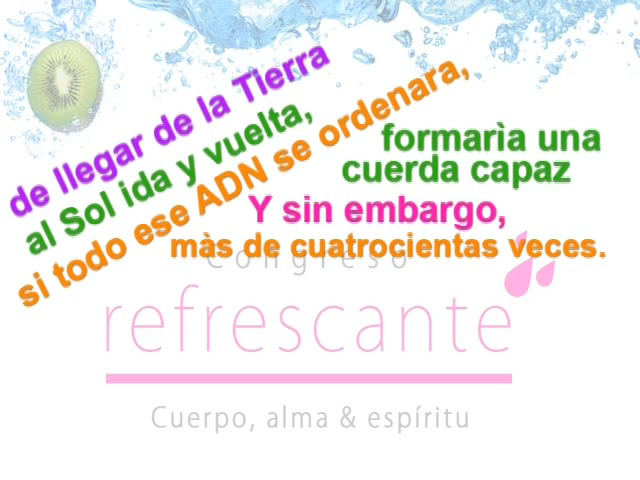 de llegar de la Tierra
al Sol ida y vuelta,
si todo ese ADN se ordenara,
formarìa una
cuerda capaz
Y sin embargo,
màs de cuatrocientas veces.
Congreso
refrescante
Cuerpo, alma & espíritu